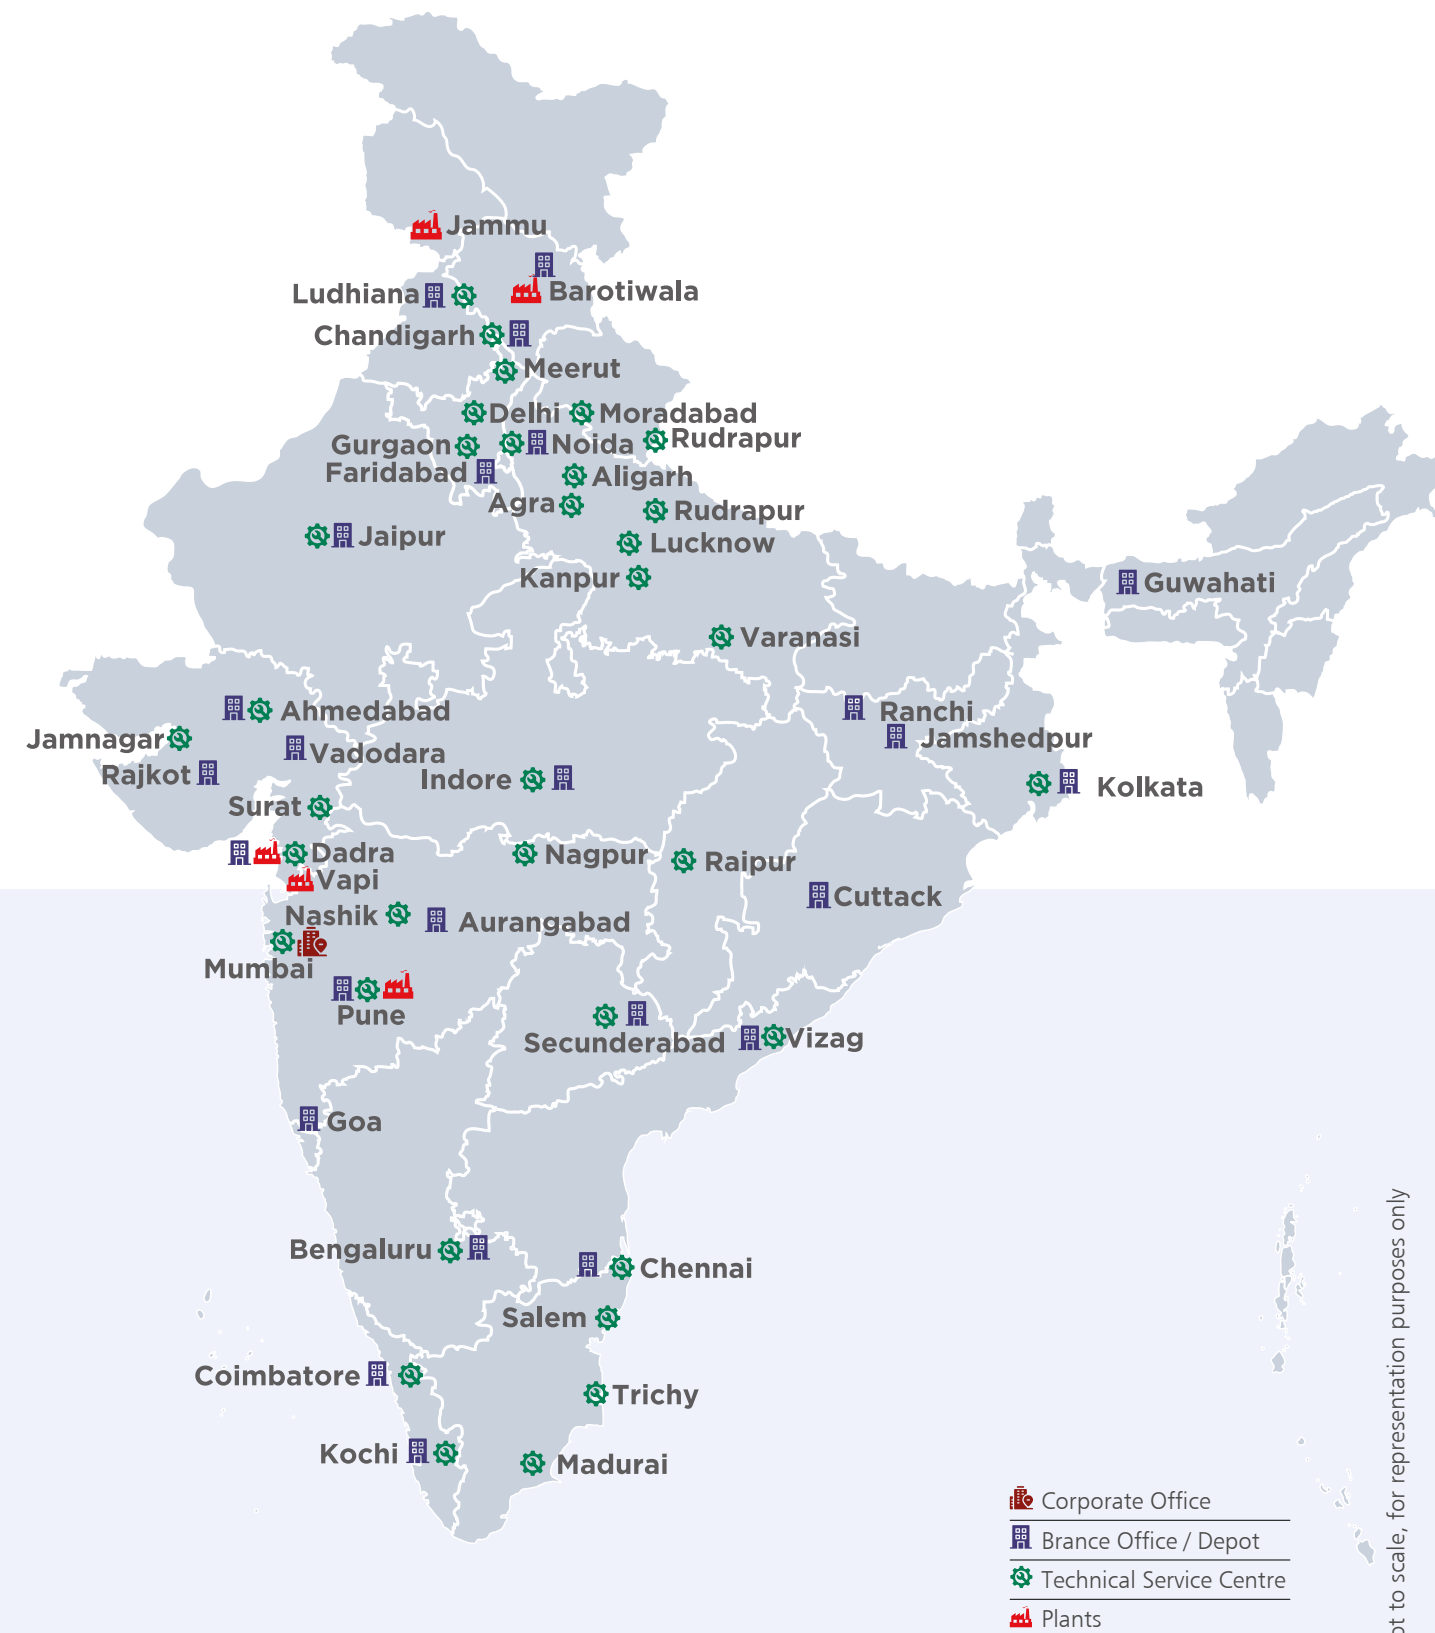 Jammu
Barotiwala
Ludhiana
Chandigarh
Meerut
Delhi
Moradabad
Rudrapur
Gurgaon
Noida
Faridabad
Aligarh
Agra
Rudrapur
Jaipur
Lucknow
Kanpur
Guwahati
Varanasi
Ahmedabad
Ranchi
Jamnagar
Jamshedpur
Vadodara
Rajkot
Indore
Kolkata
Surat
Dadra
Nagpur
Raipur
Vapi
Cuttack
Nashik
Aurangabad
Mumbai
Pune
Secunderabad
Vizag
Goa
Bengaluru
Chennai
Salem
Coimbatore
Trichy
Kochi
Madurai
Corporate Office
Brance Office / Depot
Technical Service Centre
Plants
to scale, for representation purposes only